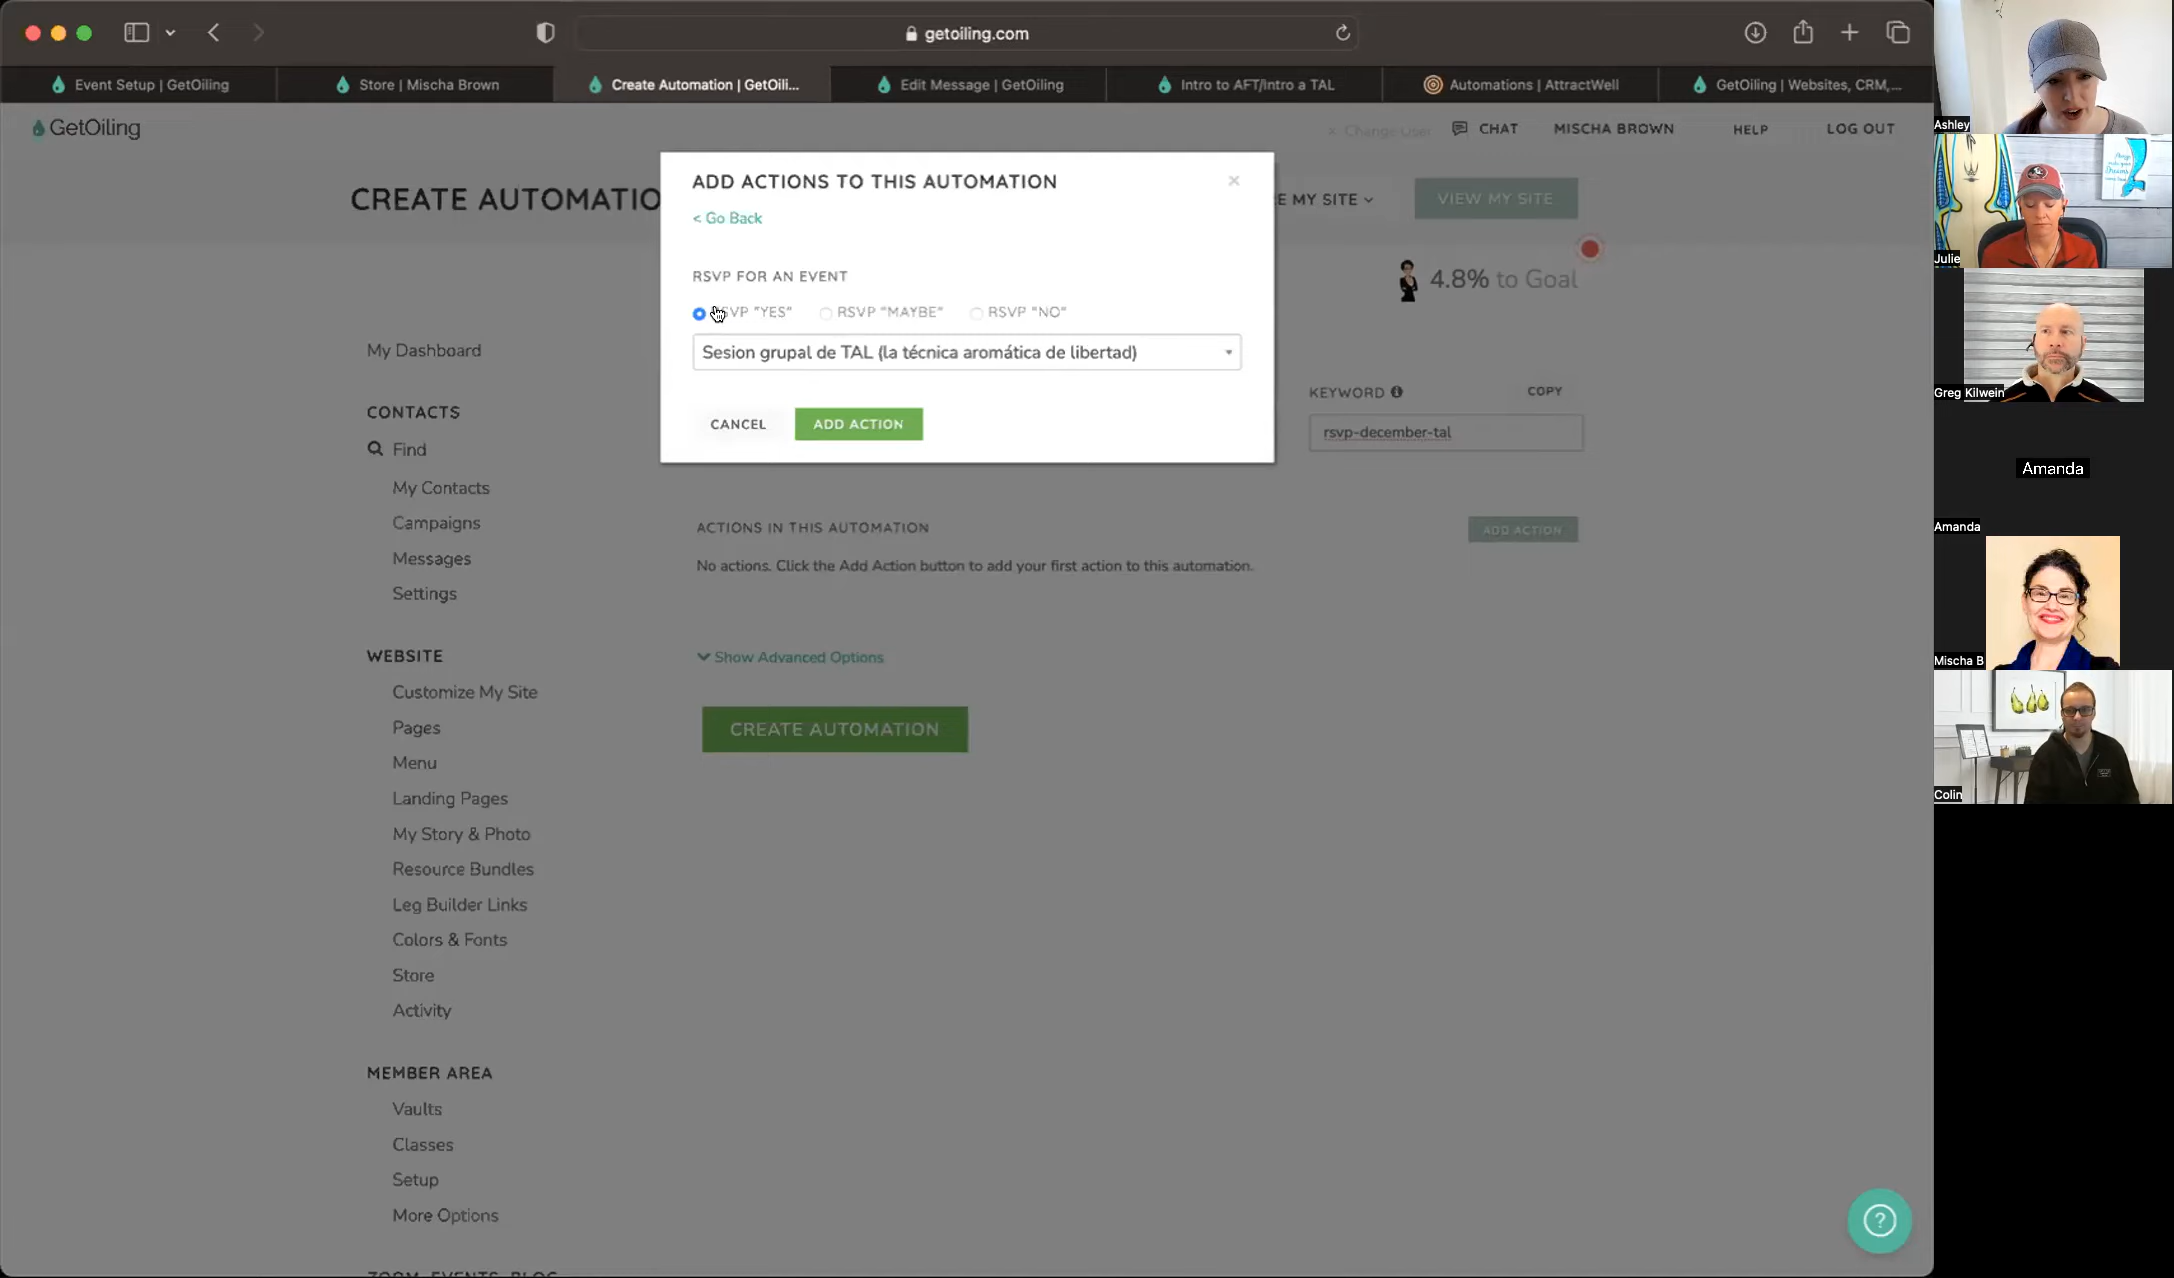 getoiling.com
Event Setup | GetOiling
Store | Mischa Brown
Create Automation | GetOili...
Edit Message | GetOiling
Intro to AFT/Intro a TAL
Automations | AttractWell
GetOiling | Websites, CRM,...
GetOiling
× Change User
CHAT
MISCHA BROWN
HELP
LOG OUT
CREATE AUTOMATIO
E MY SITE
VIEW MY SITE
4.8% to Goal
ADD ACTIONS TO THIS AUTOMATION
×
< Go Back
RSVP FOR AN EVENT
SVP "YES"
RSVP "MAYBE"
RSVP "NO"
Sesion grupal de TAL (la técnica aromática de libertad)
CANCEL
ADD ACTION
KEYWORD
COPY
rsvp-december-tal
ACTIONS IN THIS AUTOMATION
ADD ACTION
No actions. Click the Add Action button to add your first action to this automation.
Show Advanced Options
CREATE AUTOMATION
My Dashboard
CONTACTS
Find
My Contacts
Campaigns
Messages
Settings
WEBSITE
Customize My Site
Pages
Menu
Landing Pages
My Story & Photo
Resource Bundles
Leg Builder Links
Colors & Fonts
Store
Activity
MEMBER AREA
Vaults
Classes
Setup
More Options
ZOOM, EVENTS, BLOG
?
Ashley
Julie
Greg Kilwein
Amanda
Amanda
Mischa B
Colin